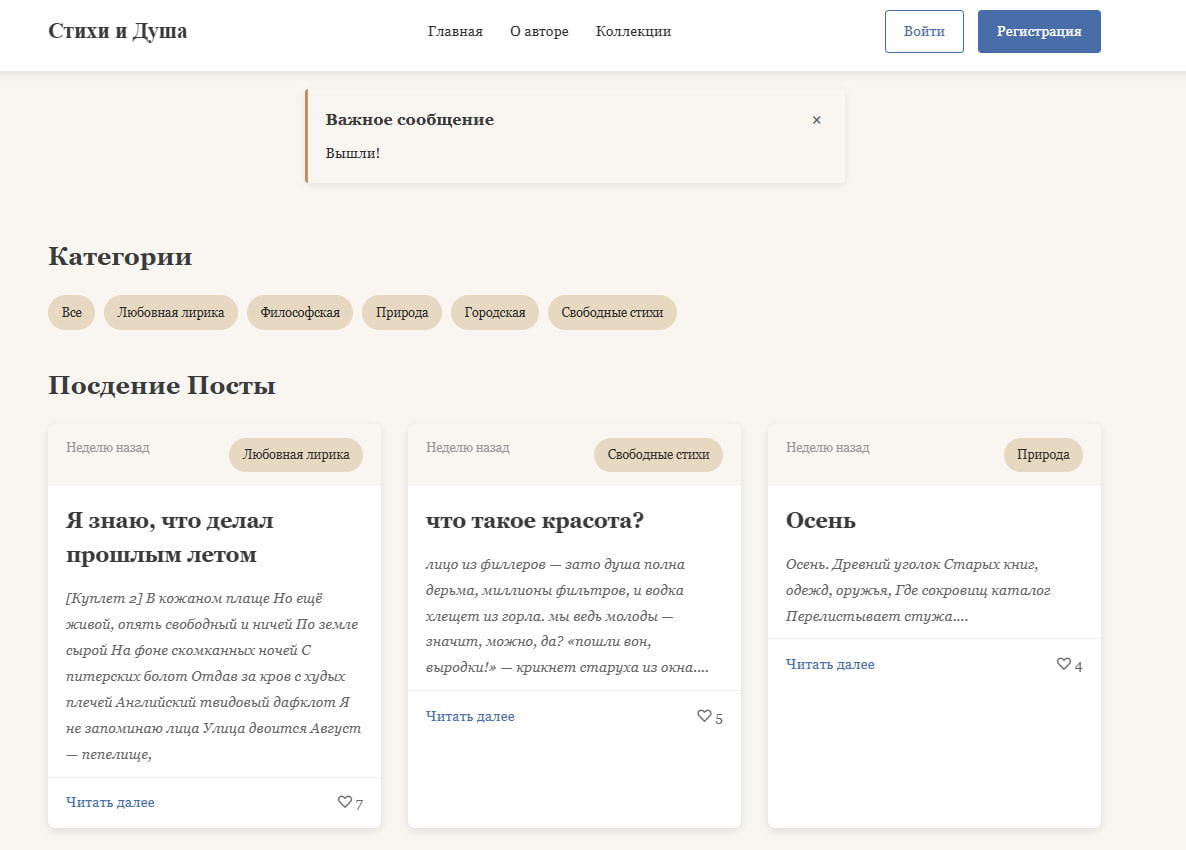 Стихи и Душа
Главная О авторе Коллекции
Войти Регистрация
Важное сообщение ×
Вышли!
Категории
Все Любовная лирика Философская Природа Городская Свободные стихи
Посдение Посты
Неделю назад Любовная лирика
Я знаю, что делал
прошлым летом
[Куплет 2] В кожаном плаще Но ещё
живой, опять свободный и ничей По земле
сырой На фоне скомканных ночей С
питерских болот Отдав за кров с худых
плечей Английский твидовый дафклот Я
не запоминаю лица Улица двоится Август
— пепелище,
Читать далее 7
Неделю назад Свободные стихи
что такое красота?
лицо из филлеров — зато душа полна
дерьма, миллионы фильтров, и водка
хлещет из горла. мы ведь молоды —
значит, можно, да? «пошли вон,
выродки!» — крикнет старуха из окна....
Читать далее 5
Неделю назад Природа
Осень
Осень. Древний уголок Старых книг,
одежд, оружья, Где сокровищ каталог
Перелистывает стужа....
Читать далее 4